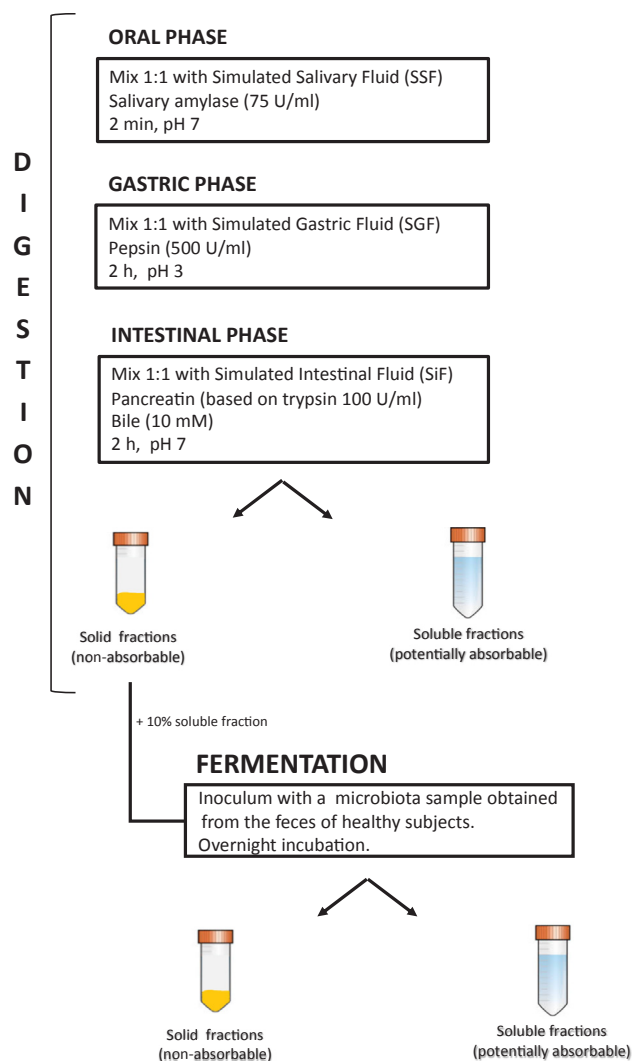 ORAL PHASE
Mix 1:1 with Simulated Salivary Fluid (SSF)
Salivary amylase (75 U/ml)
2 min, pH 7
DIGESTION
GASTRIC PHASE
Mix 1:1 with Simulated Gastric Fluid (SGF)
Pepsin (500 U/ml)
2 h, pH 3
INTESTINAL PHASE
Mix 1:1 with Simulated Intestinal Fluid (SiF)
Pancreatin (based on trypsin 100 U/ml)
Bile (10 mM)
2 h, pH 7
Solid fractions
(non-absorbable)
Soluble fractions
(potentially absorbable)
+ 10% soluble fraction
FERMENTATION
Inoculum with a microbiota sample obtained
from the feces of healthy subjects.
Overnight incubation.
Solid fractions
(non-absorbable)
Soluble fractions
(potentially absorbable)